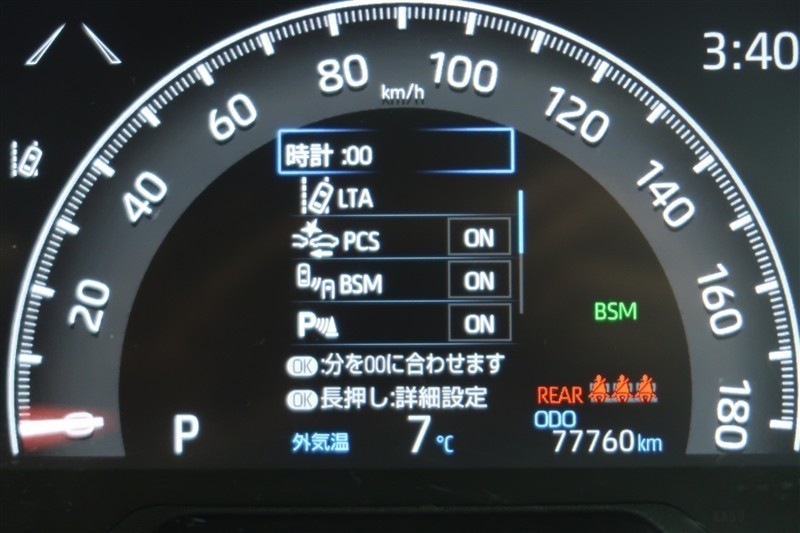 3:40
20
40
60
80
100
120
140
160
180
km/h
時計 :00
LTA
PCS ON
BSM ON
P ON
BSM
OK:分を00に合わせます
OK長押し:詳細設定
REAR
ODO
77760km
P
外気温 7℃